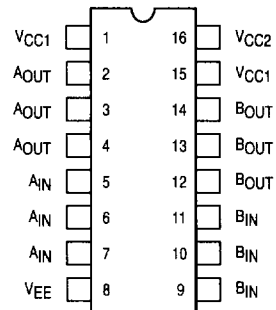 VCC1 1 16 VCC2
AOUT 2 15 VCC1
AOUT 3 14 BOUT
AOUT 4 13 BOUT
AIN 5 12 BOUT
AIN 6 11 BIN
AIN 7 10 BIN
VEE 8 9 BIN